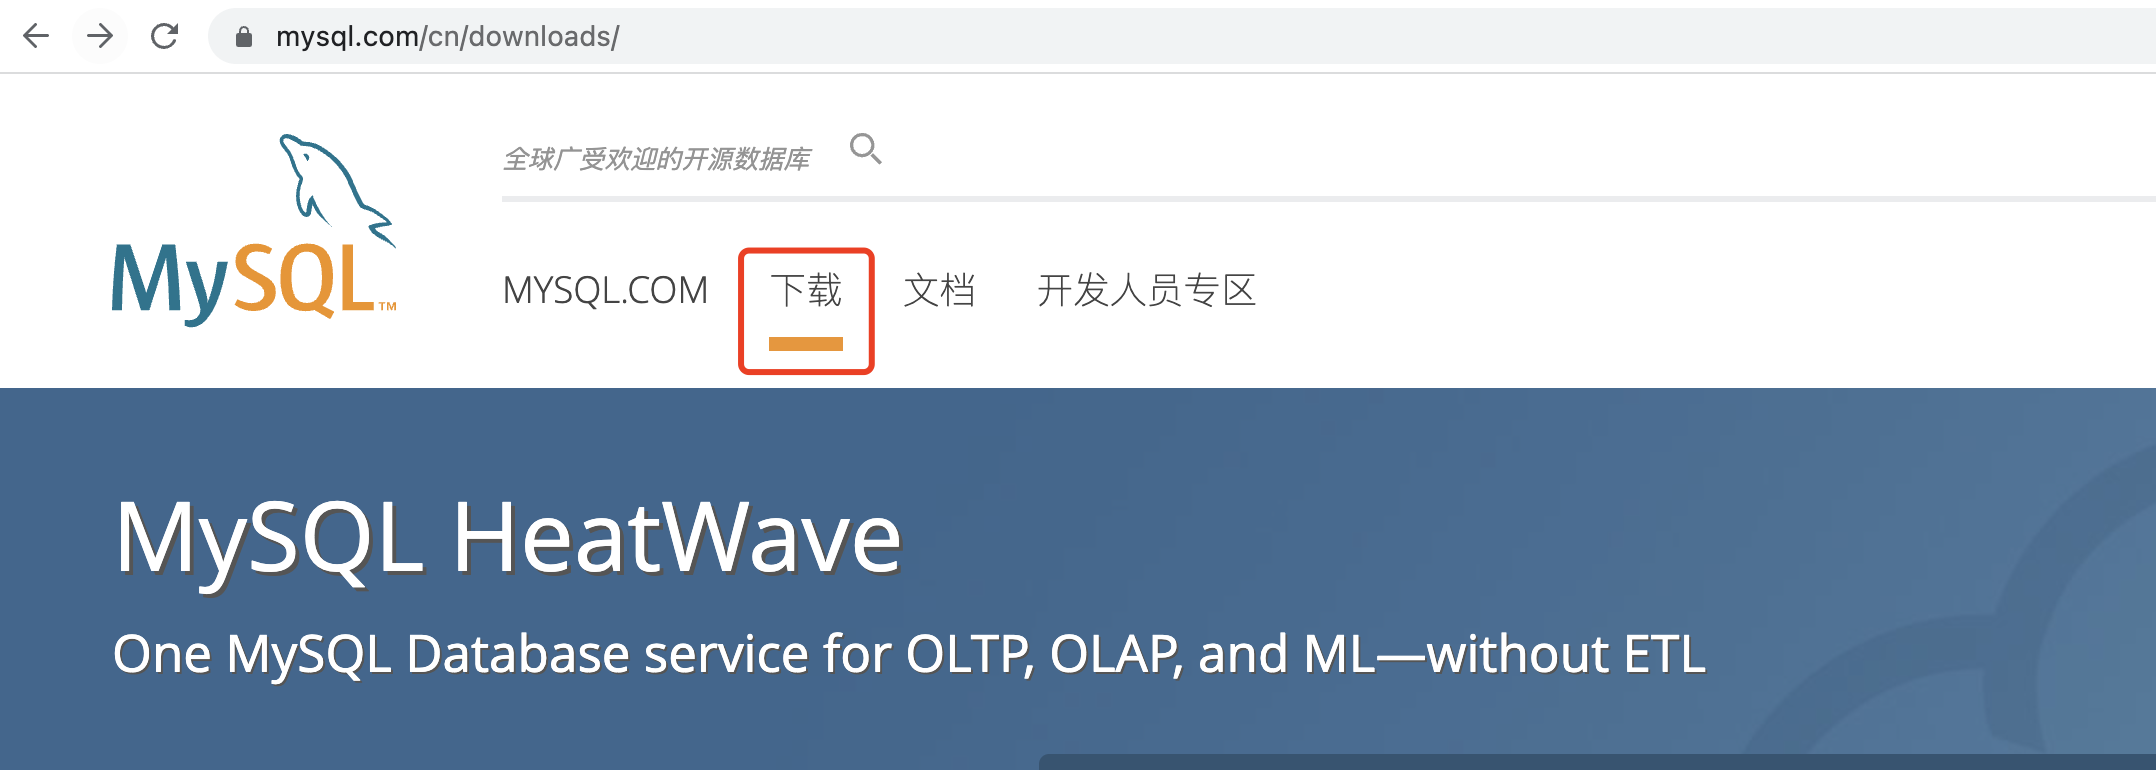 mysql.com/cn/downloads/
全球广受欢迎的开源数据库
MySQL™
MYSQL.COM 下载 文档 开发人员专区
MySQL HeatWave
One MySQL Database service for OLTP, OLAP, and ML—without ETL